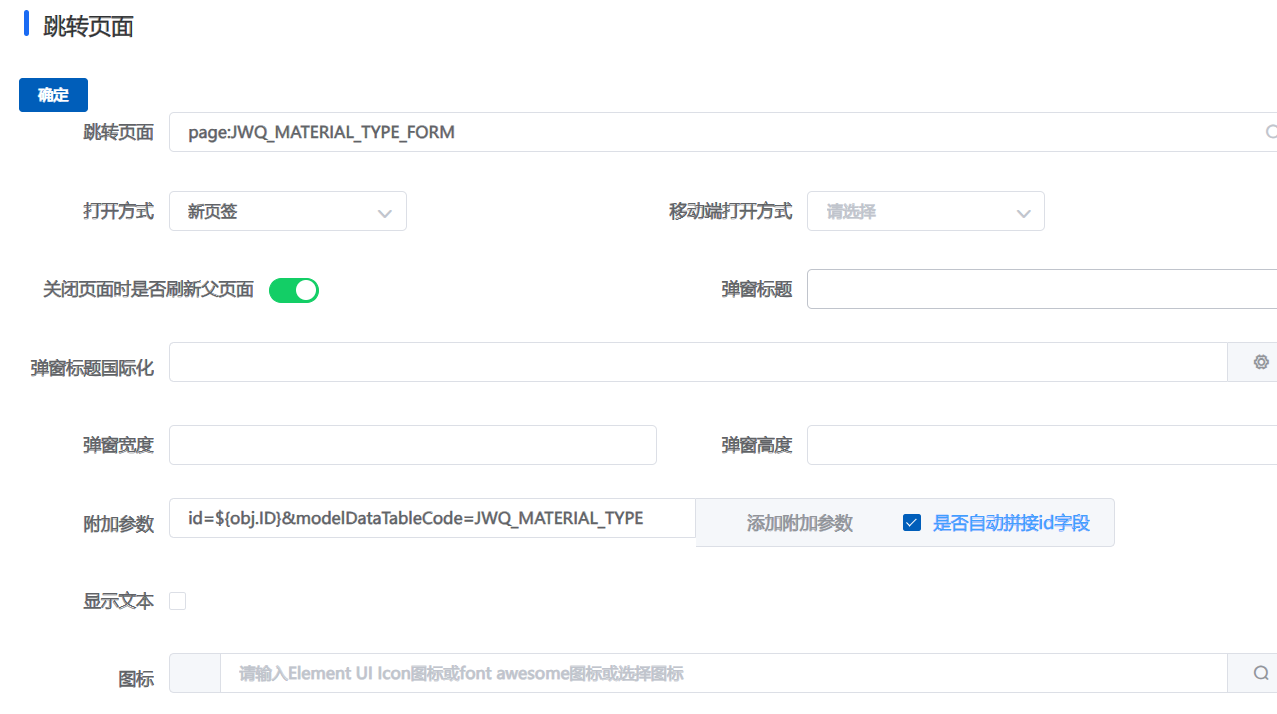 跳转页面
确定
跳转页面 page:JWQ_MATERIAL_TYPE_FORM
打开方式 新页签 移动端打开方式 请选择
关闭页面时是否刷新父页面 弹窗标题
弹窗标题国际化
弹窗宽度 弹窗高度
附加参数 id=${obj.ID}&modelDataTableCode=JWQ_MATERIAL_TYPE 添加附加参数 是否自动拼接id字段
显示文本
图标 请输入Element UI Icon图标或font awesome图标或选择图标